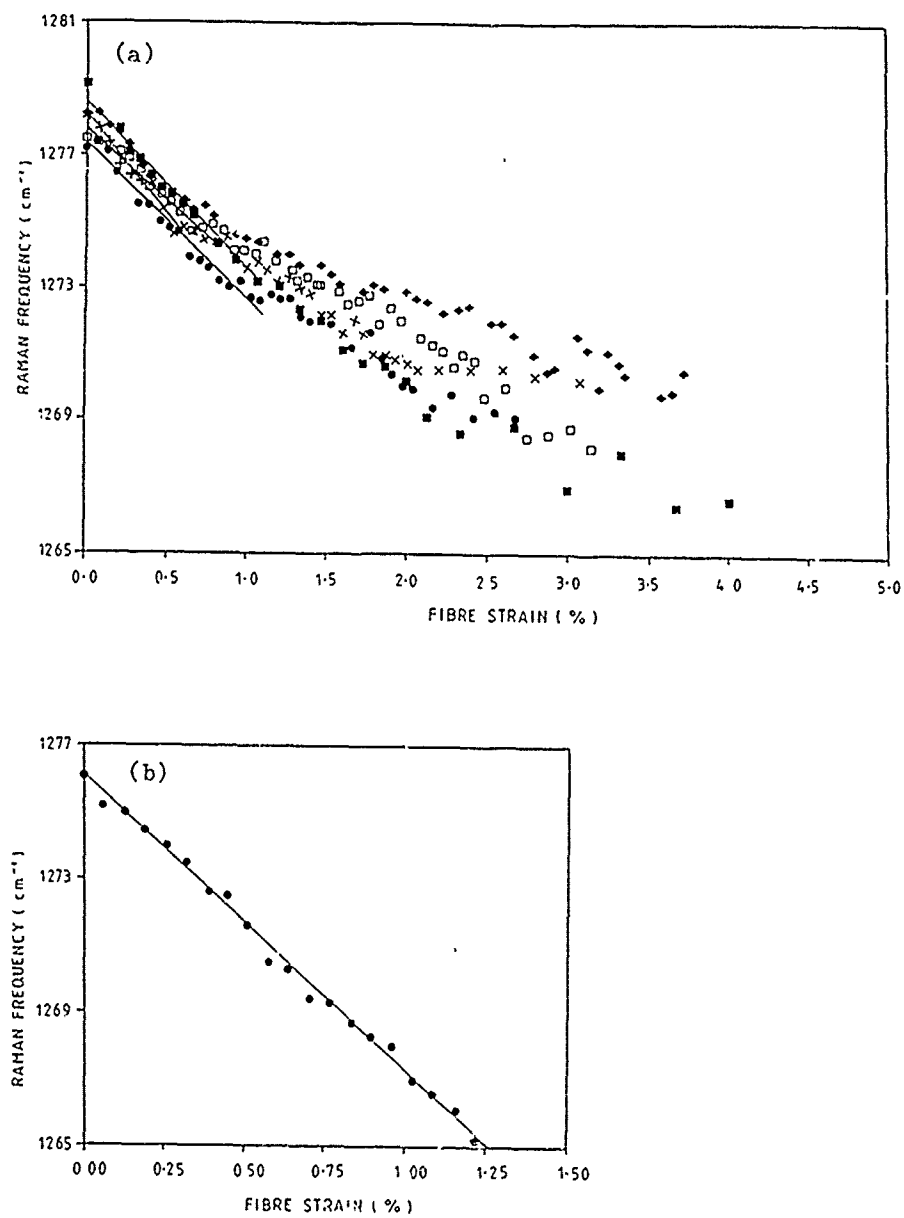 1281
(a)
1277
1273
1269
1265
RAMAN FREQUENCY ( cm⁻¹ )
0.0 0.5 1.0 1.5 2.0 2.5 3.0 3.5 4.0 4.5 5.0
FIBRE STRAIN ( % )
1277
(b)
1273
1269
1265
RAMAN FREQUENCY ( cm⁻¹ )
0 00 0.25 0 50 0.75 1 00 1.25 1.50
FIBRE STRAIN ( % )